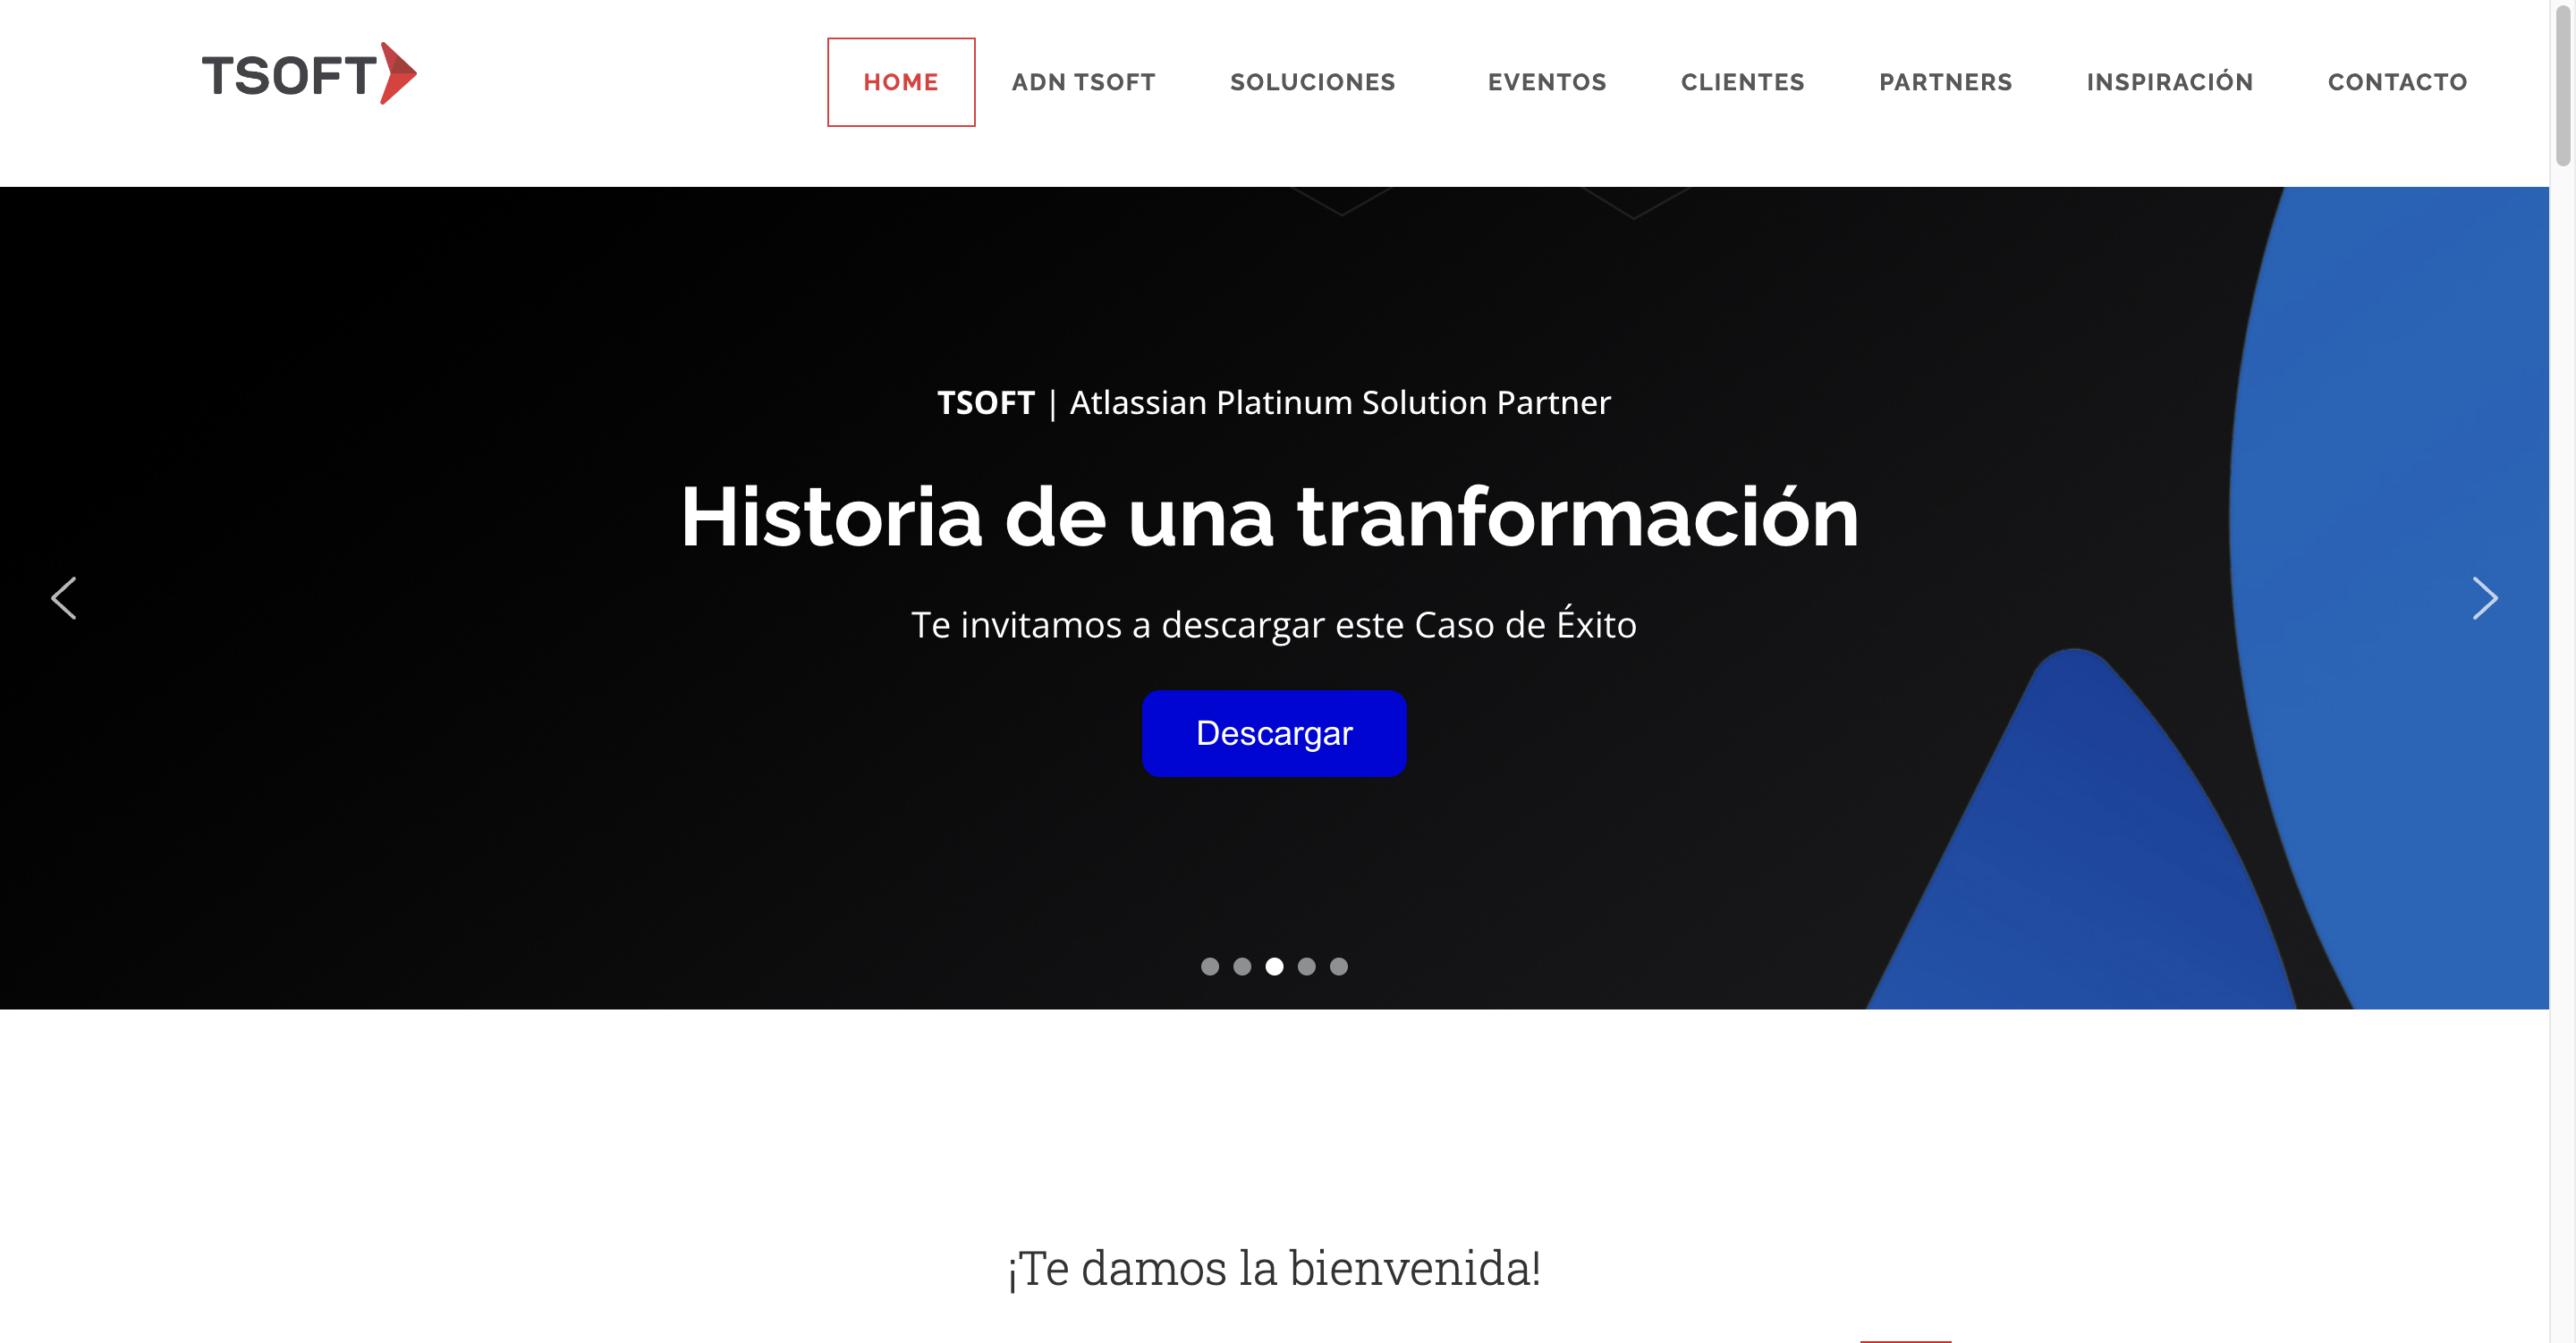 TSOFT
HOME ADN TSOFT SOLUCIONES EVENTOS CLIENTES PARTNERS INSPIRACIÓN CONTACTO
TSOFT | Atlassian Platinum Solution Partner
Historia de una tranformación
Te invitamos a descargar este Caso de Éxito
Descargar
¡Te damos la bienvenida!